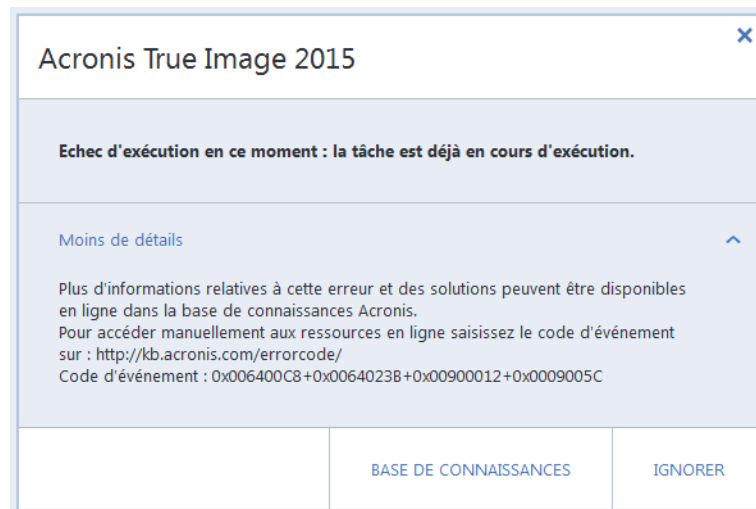 Acronis True Image 2015
Echec d'exécution en ce moment : la tâche est déjà en cours d'exécution.
Moins de détails
Plus d'informations relatives à cette erreur et des solutions peuvent être disponibles
en ligne dans la base de connaissances Acronis.
Pour accéder manuellement aux ressources en ligne saisissez le code d'événement
sur : http://kb.acronis.com/errorcode/
Code d'événement : 0x006400C8+0x0064023B+0x00900012+0x0009005C
BASE DE CONNAISSANCES
IGNORER